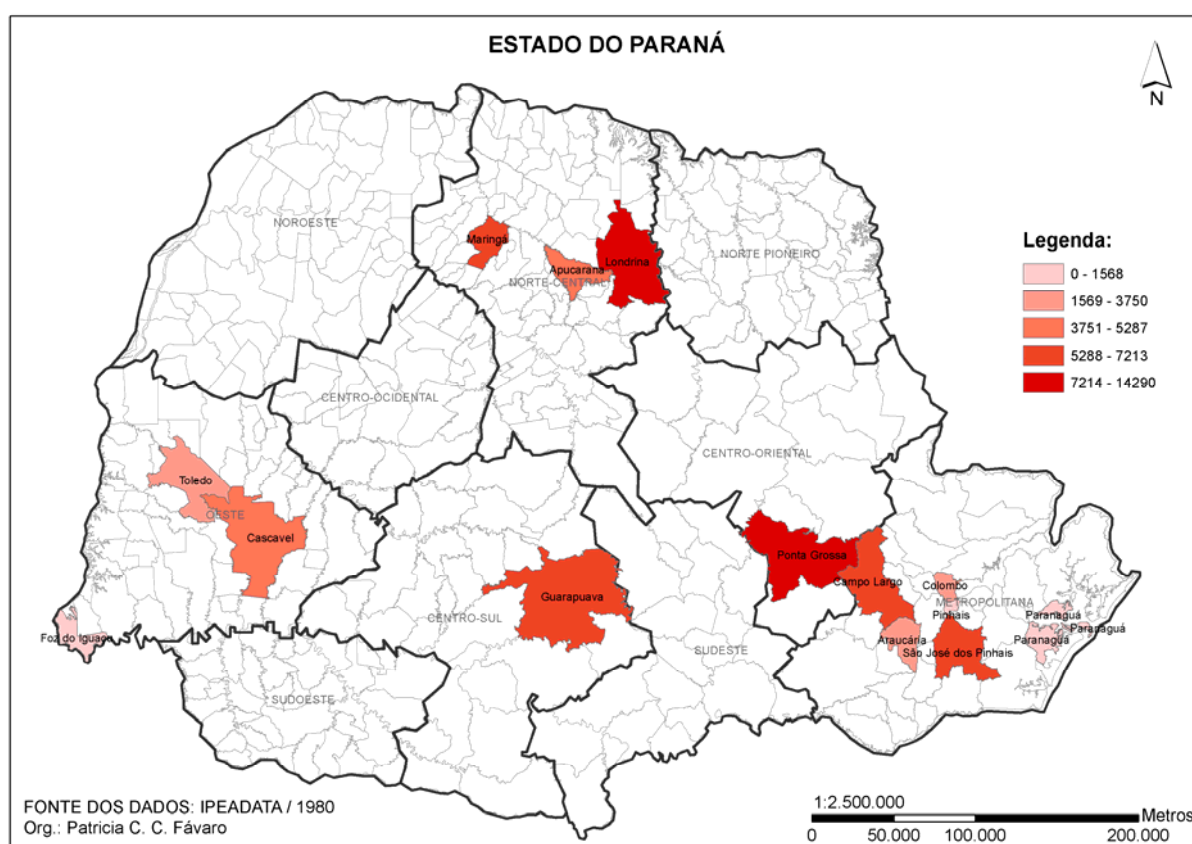 ESTADO DO PARANÁ
N
NOROESTE
Maringá
Apucarana
Londrina
NORTE-CENTRAL
NORTE PIONEIRO
Legenda:
0 - 1568
1569 - 3750
3751 - 5287
5288 - 7213
7214 - 14290
CENTRO-OCIDENTAL
CENTRO-ORIENTAL
Toledo
OESTE
Cascavel
Ponta Grossa
Campo Largo
Colombo
METROPOLITANA
Guarapuava
CENTRO-SUL
Pinhais
Paranaguá
Paranaguá
Paranaguá
Foz do Iguaçu
Araucária
São José dos Pinhais
SUDESTE
SUDOESTE
FONTE DOS DADOS: IPEADATA / 1980
Org.: Patricia C. C. Fávaro
1:2.500.000
Metros
0 50.000 100.000 200.000